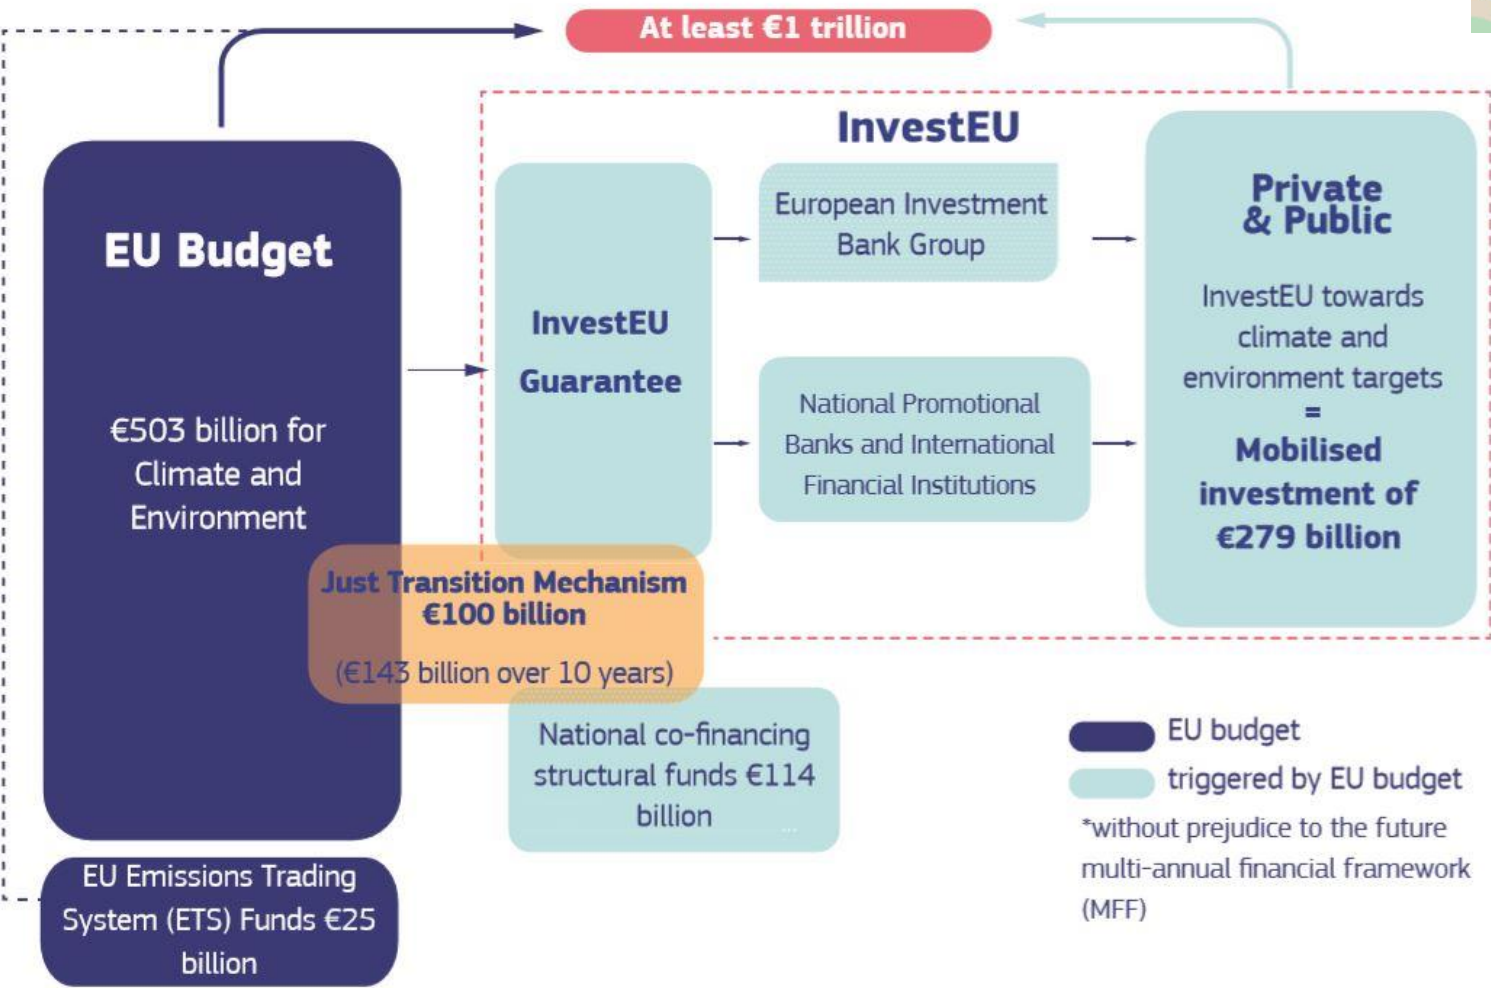 At least €1 trillion
EU Budget
€503 billion for
Climate and
Environment
InvestEU
InvestEU
Guarantee
European Investment
Bank Group
National Promotional
Banks and International
Financial Institutions
Private
& Public
InvestEU towards
climate and
environment targets
=
Mobilised
investment of
€279 billion
Just Transition Mechanism
€100 billion
(€143 billion over 10 years)
National co-financing
structural funds €114
billion
...
EU Emissions Trading
System (ETS) Funds €25
billion
EU budget
triggered by EU budget
*without prejudice to the future
multi-annual financial framework
(MFF)